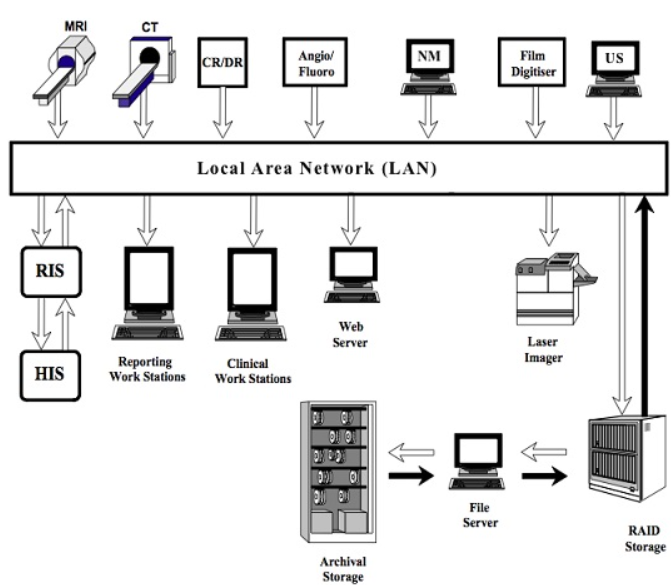 MRI
CT
CR/DR
Angio/
Fluoro
NM
Film
Digitiser
US
Local Area Network (LAN)
RIS
HIS
Reporting
Work Stations
Clinical
Work Stations
Web
Server
Laser
Imager
Archival
Storage
File
Server
RAID
Storage